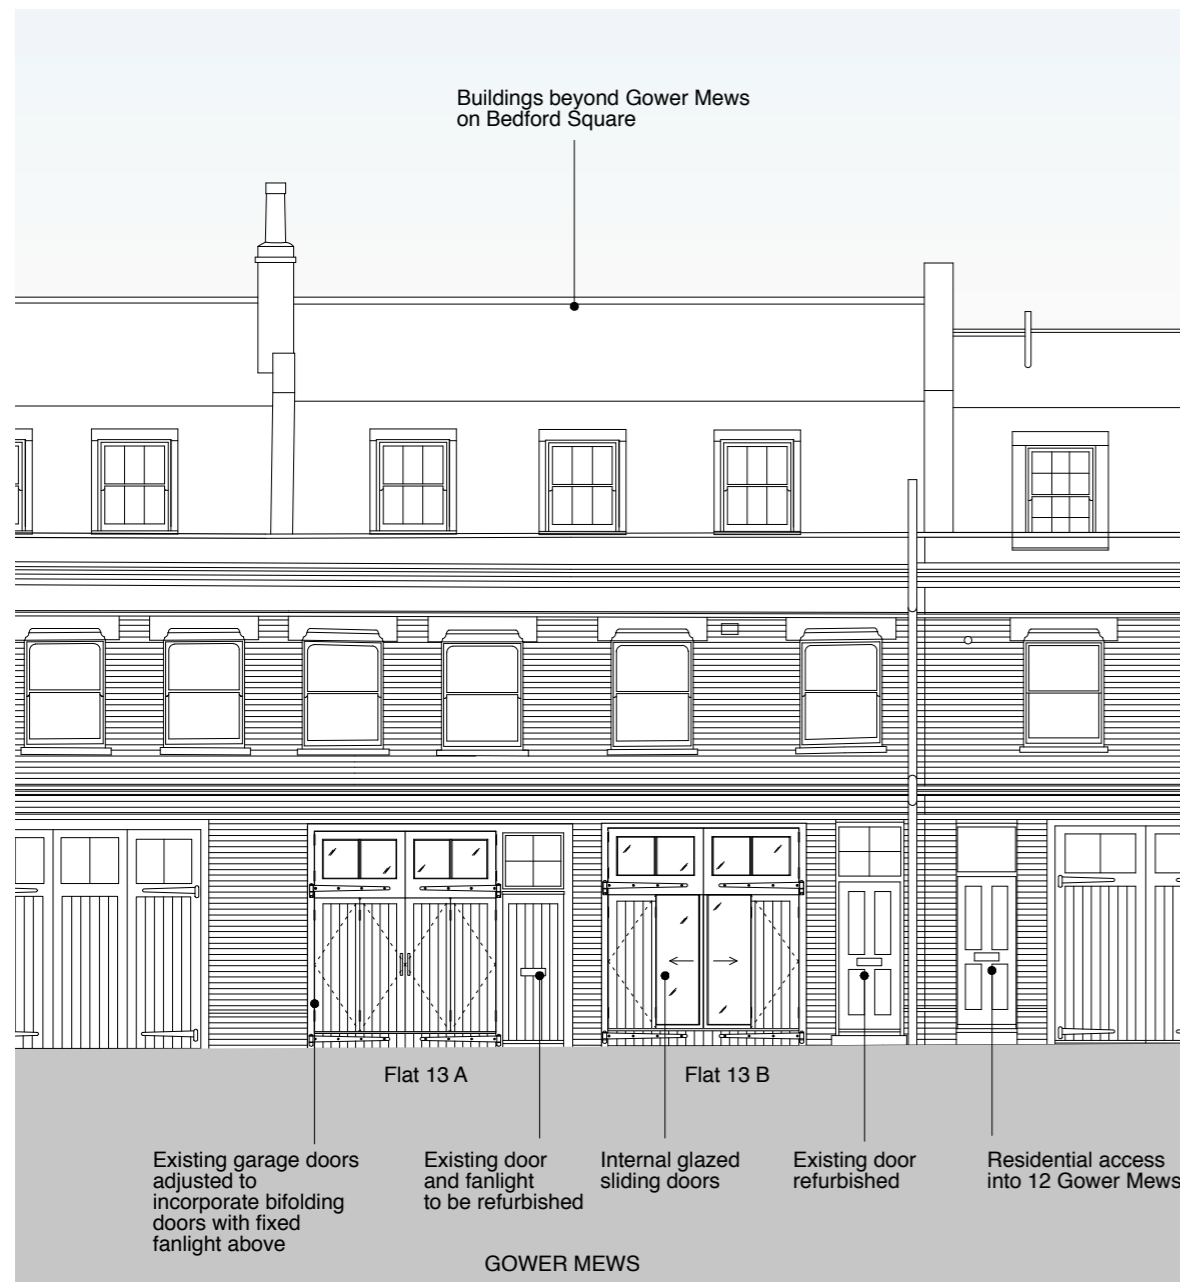 Buildings beyond Gower Mews
on Bedford Square
Flat 13 A
Flat 13 B
Existing garage doors
adjusted to
incorporate bifolding
doors with fixed
fanlight above
Existing door
and fanlight
to be refurbished
Internal glazed
sliding doors
Existing door
refurbished
Residential access
into 12 Gower Mews
GOWER MEWS